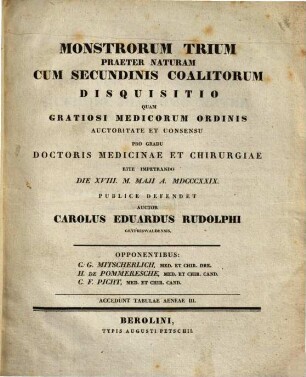 MONSTRORUM TRIUM
PRAETER NATURAM
CUM SECUNDINIS COALITORUM
DISQUISITIO
QUAM
GRATIOSI MEDICORUM ORDINIS
AUCTORITATE ET CONSENSU
PRO GRADU
DOCTORIS MEDICINAE ET CHIRURGIAE
RITE IMPETRANDO
DIE XVIII. M. MAJI A. MDCCCXXIX.
PUBLICE DEFENDET
AUCTOR
CAROLUS EDUARDUS RUDOLPHI
GRYPHISWALDENSIS.
OPPONENTIBUS:
C. G. MITSCHERLICH, MED. ET CHIR. DRE.
H. DE POMMERESCHE, MED. ET CHIR. CAND.
C. F. PICHT, MED. ET CHIR. CAND.
ACCEDUNT TABULAE AENEAE III.
BEROLINI,
TYPIS AUGUSTI PETSCHII.